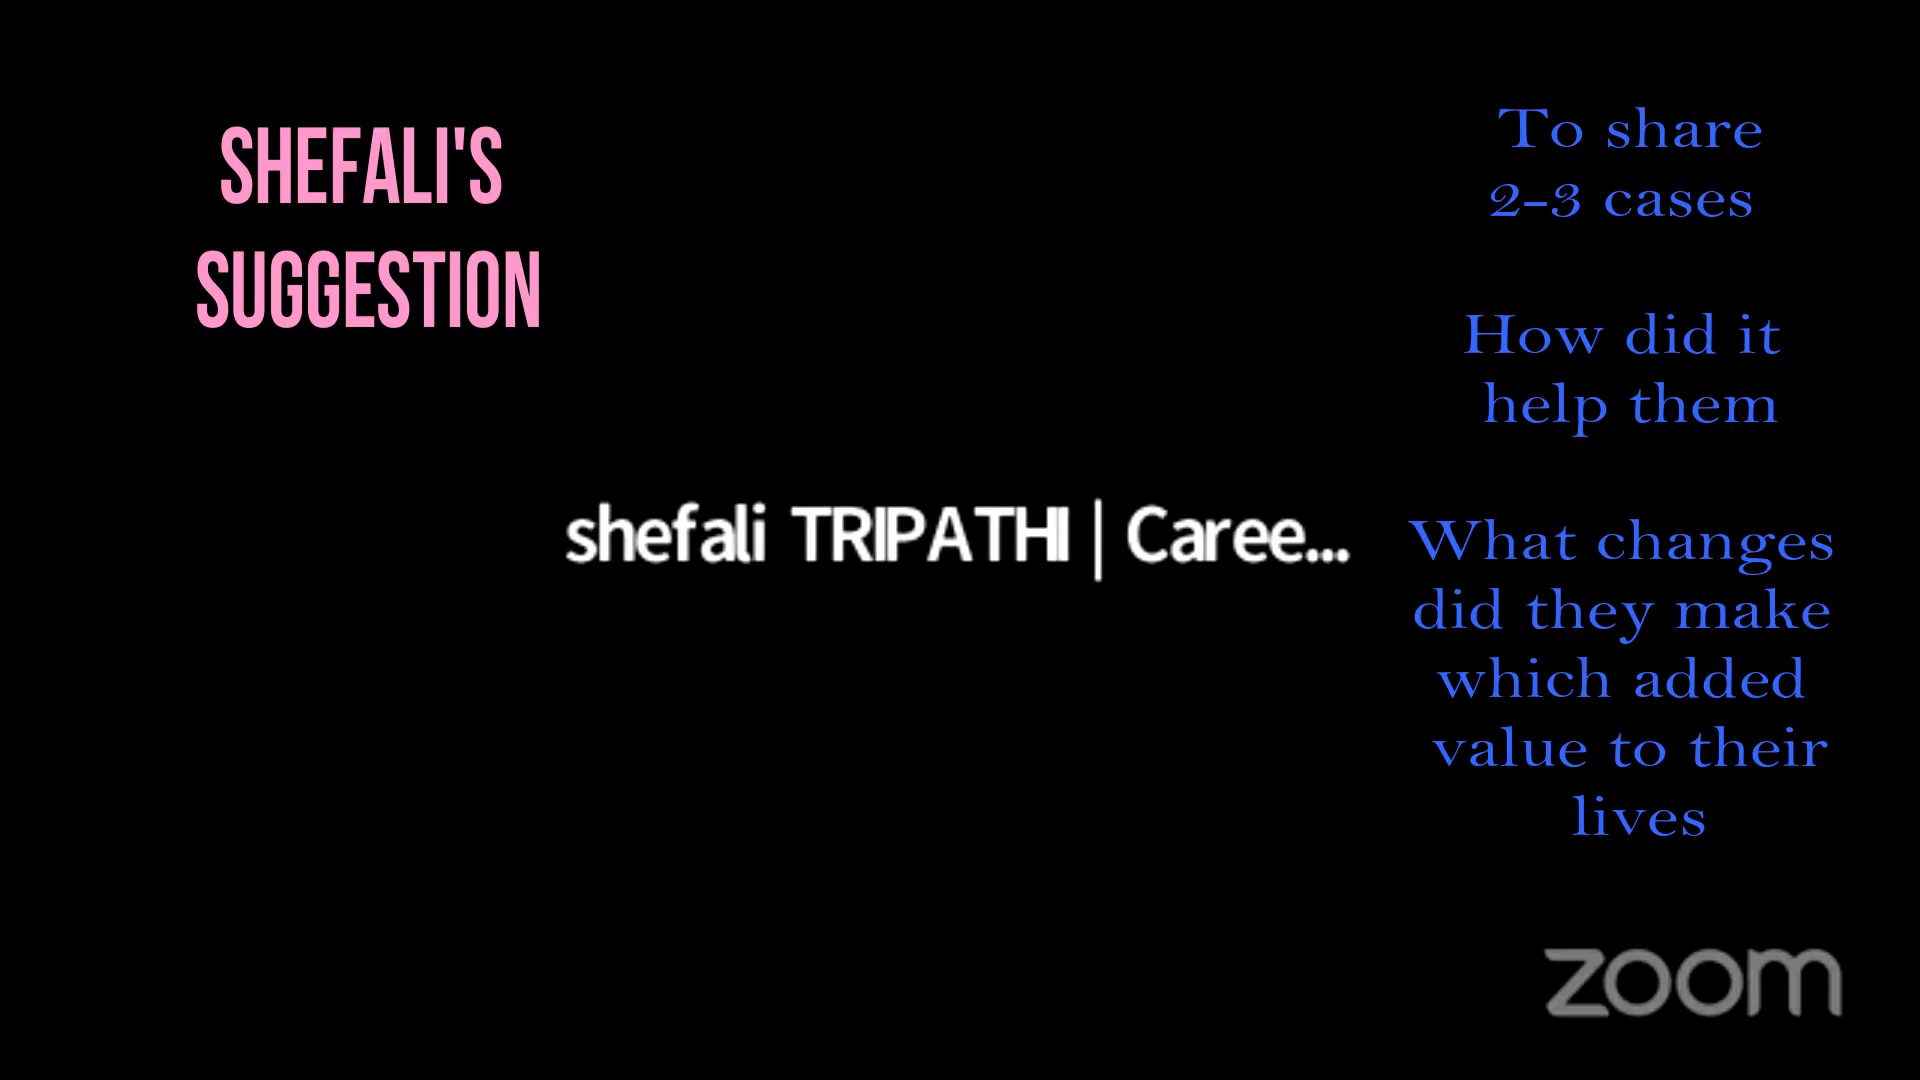 SHEFALI'S
SUGGESTION
shefali TRIPATHI | Caree...
To share
2-3 cases
How did it
help them
What changes
did they make
which added
value to their
lives
zoom